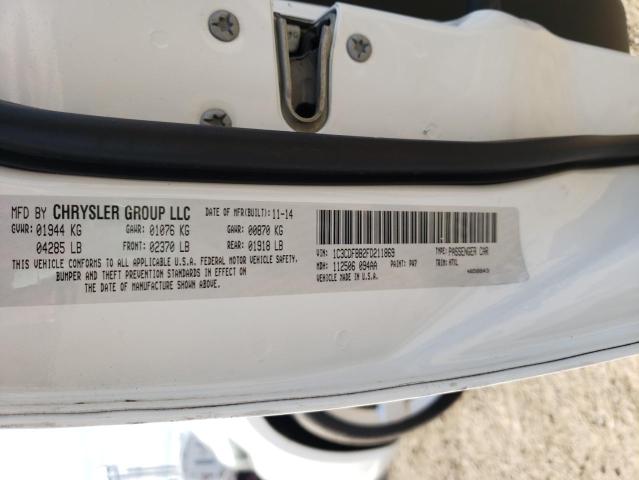 MFD BY CHRYSLER GROUP LLC DATE OF MFR(BUILT): 11-14
GVWR: 01944 KG GAWR: 01076 KG GAWR: 00870 KG
04285 LB FRONT: 02370 LB REAR: 01918 LB
THIS VEHICLE CONFORMS TO ALL APPLICABLE U.S.A. FEDERAL MOTOR VEHICLE SAFETY,
BUMPER AND THEFT PREVENTION STANDARDS IN EFFECT ON
THE DATE OF MANUFACTURE SHOWN ABOVE.
VIN: 1C3CDFBB2FD211869 TYPE: PASSENGER CAR
MDH: 112506 094AA PAINT: PW7 TRIM: H7X1
VEHICLE MADE IN U.S.A.